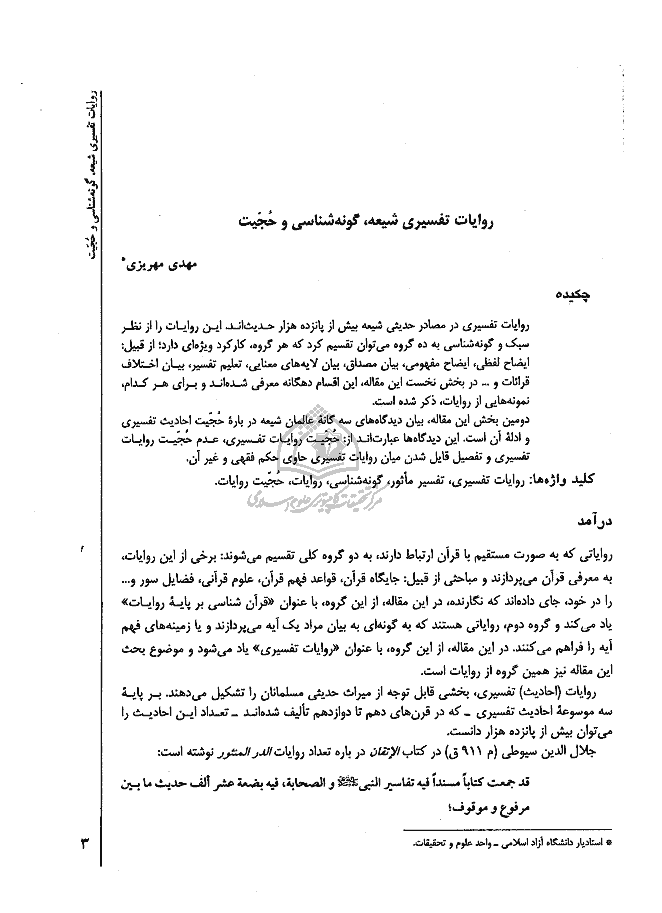 روایات تفسیری شیعه، گونه‌شناسی و حُجّیت
روایات تفسیری شیعه، گونه‌شناسی و حُجّیت
مهدی مهریزی*
چکیده
روایات تفسیری در مصادر حدیثی شیعه بیش از پانزده هزار حدیث‌اند. این روایات را از نظر
سبک و گونه‌شناسی به ده گروه می‌توان تقسیم کرد که هر گروه، کارکرد ویژه‌ای دارد؛ از قبیل:
ایضاح لفظی، ایضاح مفهومی، بیان مصداق، بیان لایه‌های معنایی، تعلیم تفسیر، بیان اختلاف
قرائات و ... در بخش نخست این مقاله، این اقسام دهگانه معرفی شده‌اند و برای هر کدام،
نمونه‌هایی از روایات، ذکر شده است.
دومین بخش این مقاله، بیان دیدگاه‌های سه گانهٔ عالمان شیعه در بارهٔ حُجّیت احادیث تفسیری
و ادلهٔ آن است. این دیدگاه‌ها عبارت‌اند از: حُجّیت روایات تفسیری، عدم حُجّیت روایات
تفسیری و تفصیل قایل شدن میان روایات تفسیری حاوی حکم فقهی و غیر آن.
کلید واژه‌ها: روایات تفسیری، تفسیر مأثور، گونه‌شناسی، روایات، حُجّیت روایات.
مرکز تحقیقات کامپیوتری علوم اسلامی
درآمد
روایاتی که به صورت مستقیم با قرآن ارتباط دارند، به دو گروه کلی تقسیم می‌شوند: برخی از این روایات،
به معرفی قرآن می‌پردازند و مباحثی از قبیل: جایگاه قرآن، قواعد فهم قرآن، علوم قرآنی، فضایل سور و...
را در خود، جای داده‌اند که نگارنده، در این مقاله، از این گروه، با عنوان «قرآن شناسی بر پایهٔ روایات»
یاد می‌کند و گروه دوم، روایاتی هستند که به گونه‌ای به بیان مراد یک آیه می‌پردازند و یا زمینه‌های فهم
آیه را فراهم می‌کنند. در این مقاله، از این گروه، با عنوان «روایات تفسیری» یاد می‌شود و موضوع بحث
این مقاله نیز همین گروه از روایات است.
روایات (احادیث) تفسیری، بخشی قابل توجه از میراث حدیثی مسلمانان را تشکیل می‌دهند. بر پایهٔ
سه موسوعهٔ احادیث تفسیری ـ که در قرن‌های دهم تا دوازدهم تألیف شده‌اند ـ تعداد این احادیث را
می‌توان بیش از پانزده هزار دانست.
جلال الدین سیوطی (م ۹۱۱ ق) در کتاب الإتقان در باره تعداد روایات الدر المنثور نوشته است:
قد جمعت کتاباً مسنداً فیه تفاسیر النبیﷺ و الصحابة، فیه بضعة عشر ألف حدیث ما بین
مرفوع و موقوف؛
* استادیار دانشگاه آزاد اسلامی ـ واحد علوم و تحقیقات.
۳